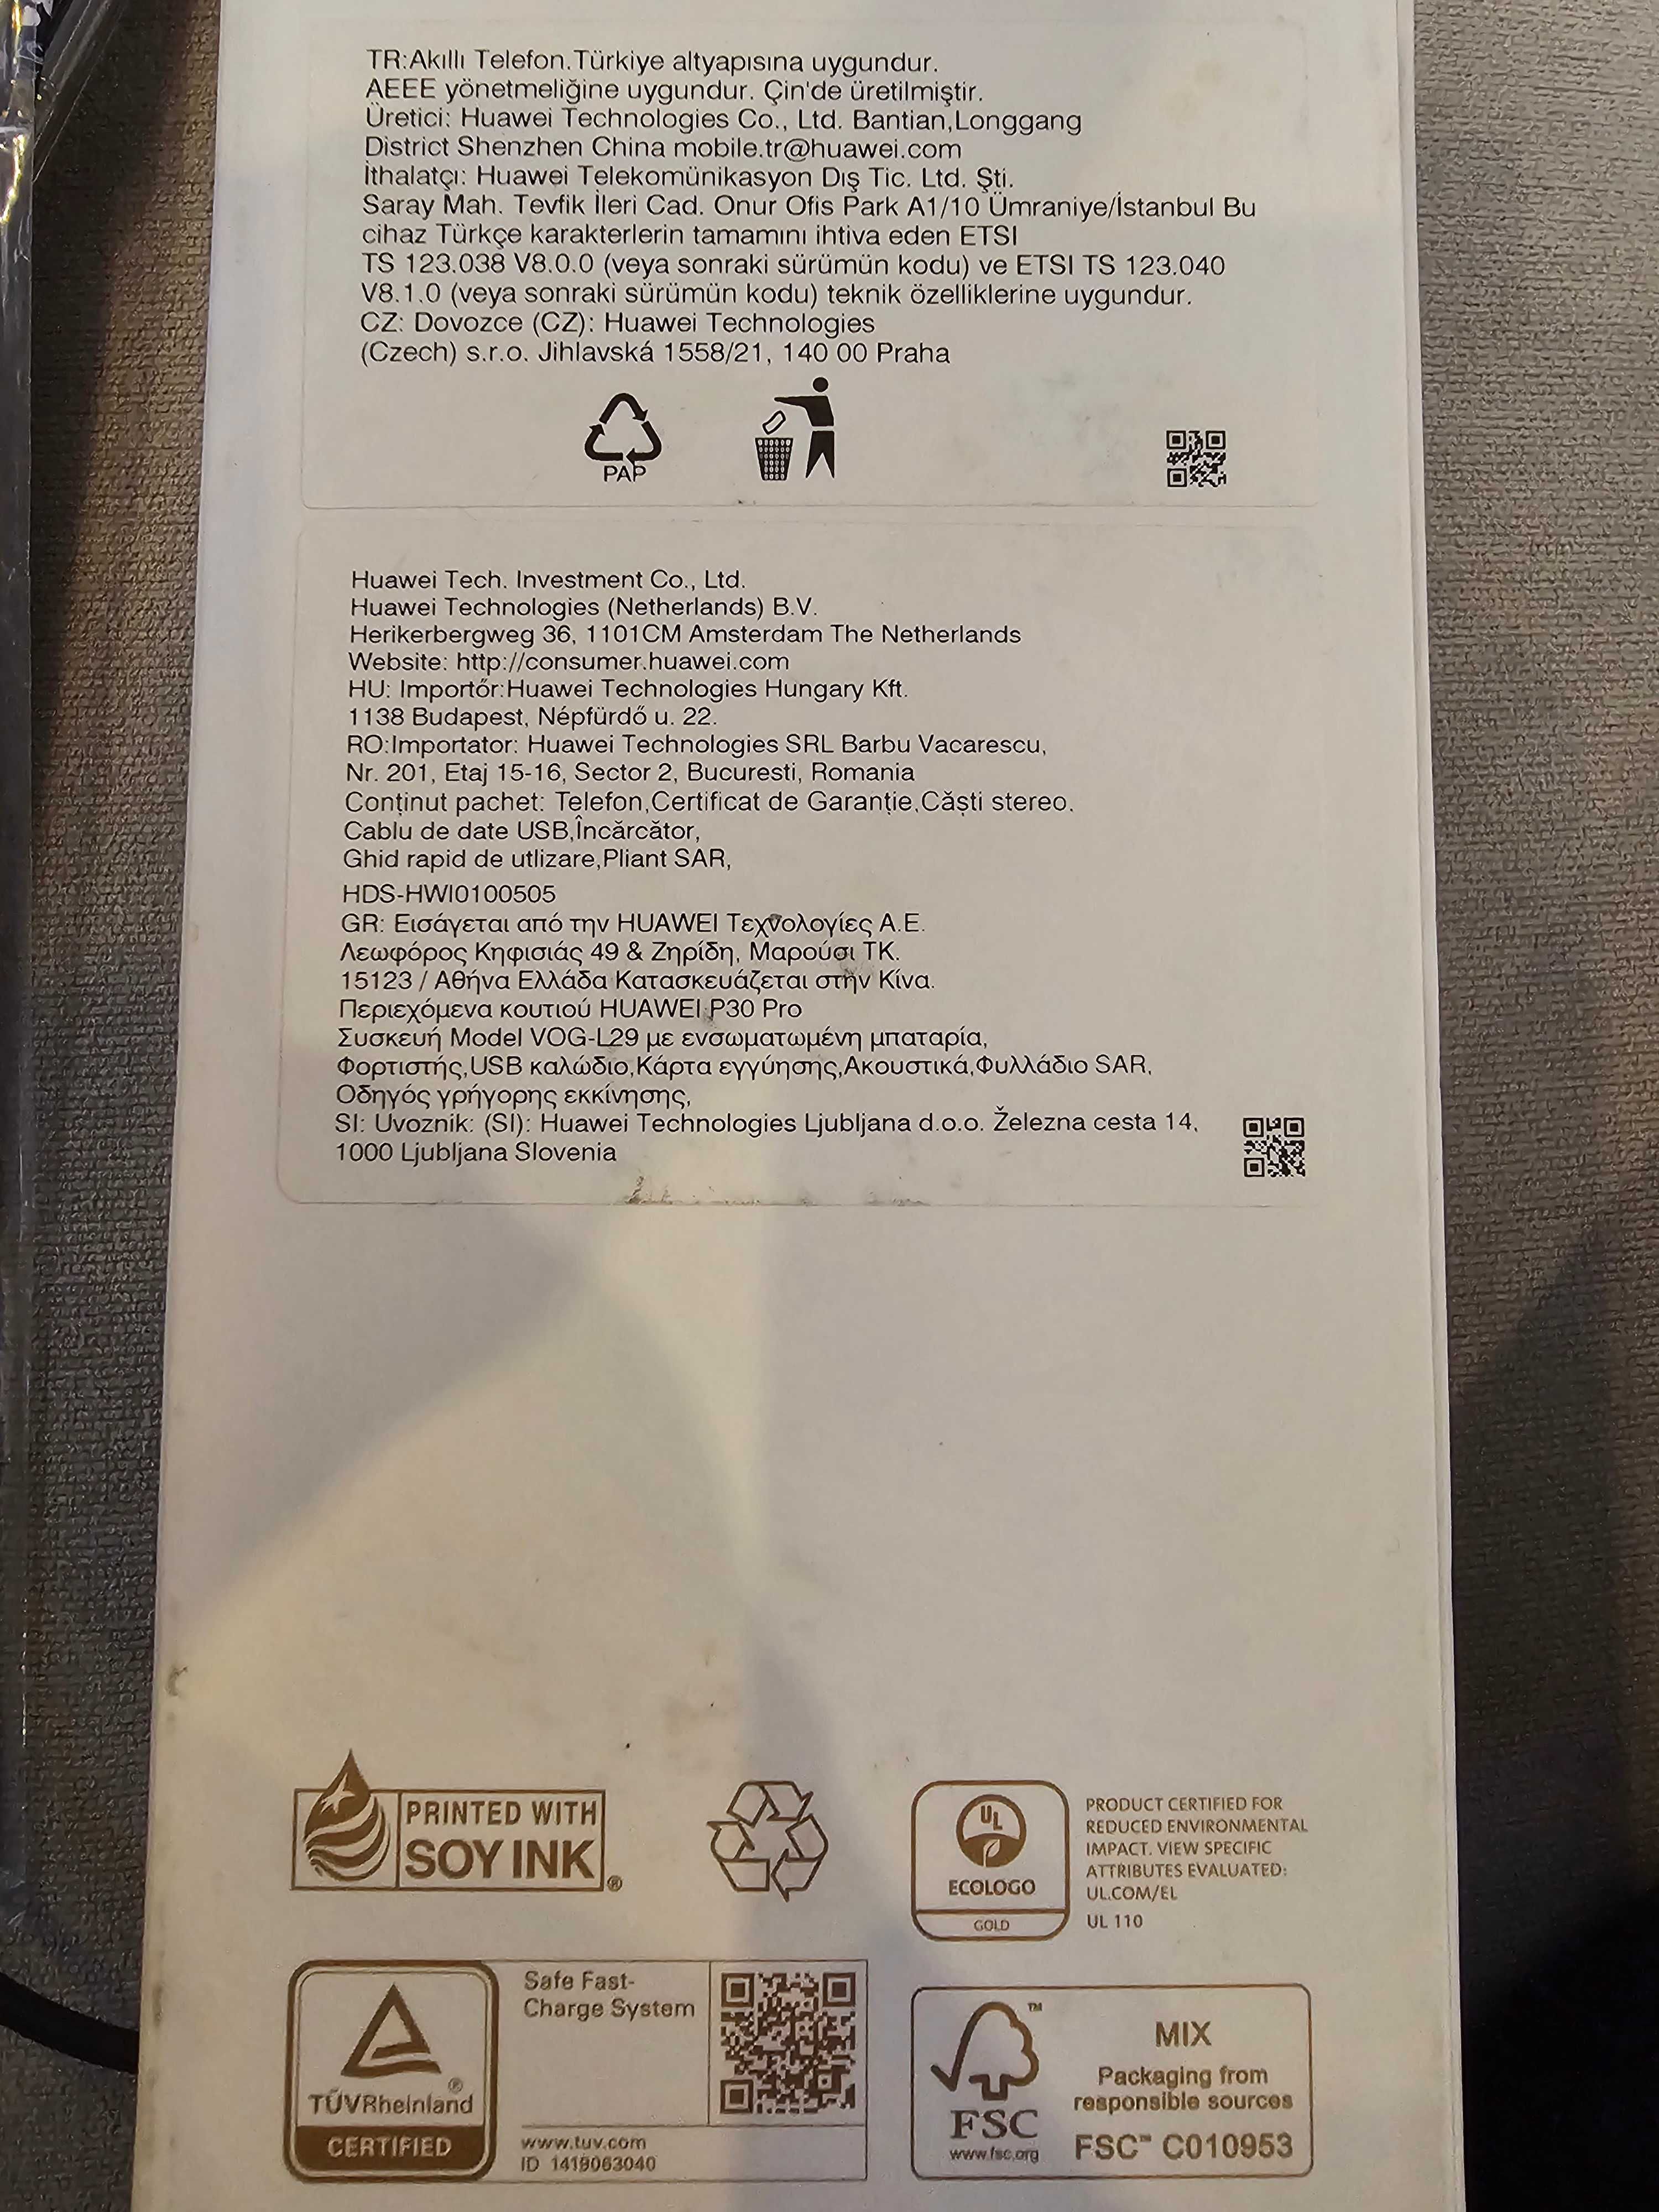 TR:Akıllı Telefon.Türkiye altyapısına uygundur.
AEEE yönetmeliğine uygundur. Çin'de üretilmiştir.
Üretici: Huawei Technologies Co., Ltd. Bantian,Longgang
District Shenzhen China mobile.tr@huawei.com
İthalatçı: Huawei Telekomünikasyon Dış Tic. Ltd. Şti.
Saray Mah. Tevfik İleri Cad. Onur Ofis Park A1/10 Ümraniye/İstanbul Bu
cihaz Türkçe karakterlerin tamamını ihtiva eden ETSI
TS 123.038 V8.0.0 (veya sonraki sürümün kodu) ve ETSI TS 123.040
V8.1.0 (veya sonraki sürümün kodu) teknik özelliklerine uygundur.
CZ: Dovozce (CZ): Huawei Technologies
(Czech) s.r.o. Jihlavská 1558/21, 140 00 Praha
PAP
Huawei Tech. Investment Co., Ltd.
Huawei Technologies (Netherlands) B.V.
Herikerbergweg 36, 1101CM Amsterdam The Netherlands
Website: http://consumer.huawei.com
HU: Importőr:Huawei Technologies Hungary Kft.
1138 Budapest, Népfürdő u. 22.
RO:Importator: Huawei Technologies SRL Barbu Vacarescu,
Nr. 201, Etaj 15-16, Sector 2, Bucuresti, Romania
Conținut pachet: Telefon,Certificat de Garanție,Căști stereo,
Cablu de date USB,Încărcător,
Ghid rapid de utlizare,Pliant SAR,
HDS-HWI0100505
GR: Εισάγεται από την HUAWEI Τεχνολογίες Α.Ε.
Λεωφόρος Κηφισιάς 49 & Ζηρίδη, Μαρούσι ΤΚ.
15123 / Αθήνα Ελλάδα Κατασκευάζεται στην Κίνα.
Περιεχόμενα κουτιού HUAWEI P30 Pro
Συσκευή Model VOG-L29 με ενσωματωμένη μπαταρία,
Φορτιστής,USB καλώδιο,Κάρτα εγγύησης,Ακουστικά,Φυλλάδιο SAR,
Οδηγός γρήγορης εκκίνησης,
SI: Uvoznik: (SI): Huawei Technologies Ljubljana d.o.o. Železna cesta 14,
1000 Ljubljana Slovenia
PRINTED WITH
SOY INK®
UL
ECOLOGO
GOLD
PRODUCT CERTIFIED FOR
REDUCED ENVIRONMENTAL
IMPACT. VIEW SPECIFIC
ATTRIBUTES EVALUATED:
UL.COM/EL
UL 110
®
TÜVRheinland
CERTIFIED
Safe Fast-
Charge System
www.tuv.com
ID 1419063040
™
FSC
www.fsc.org
MIX
Packaging from
responsible sources
FSC™ C010953